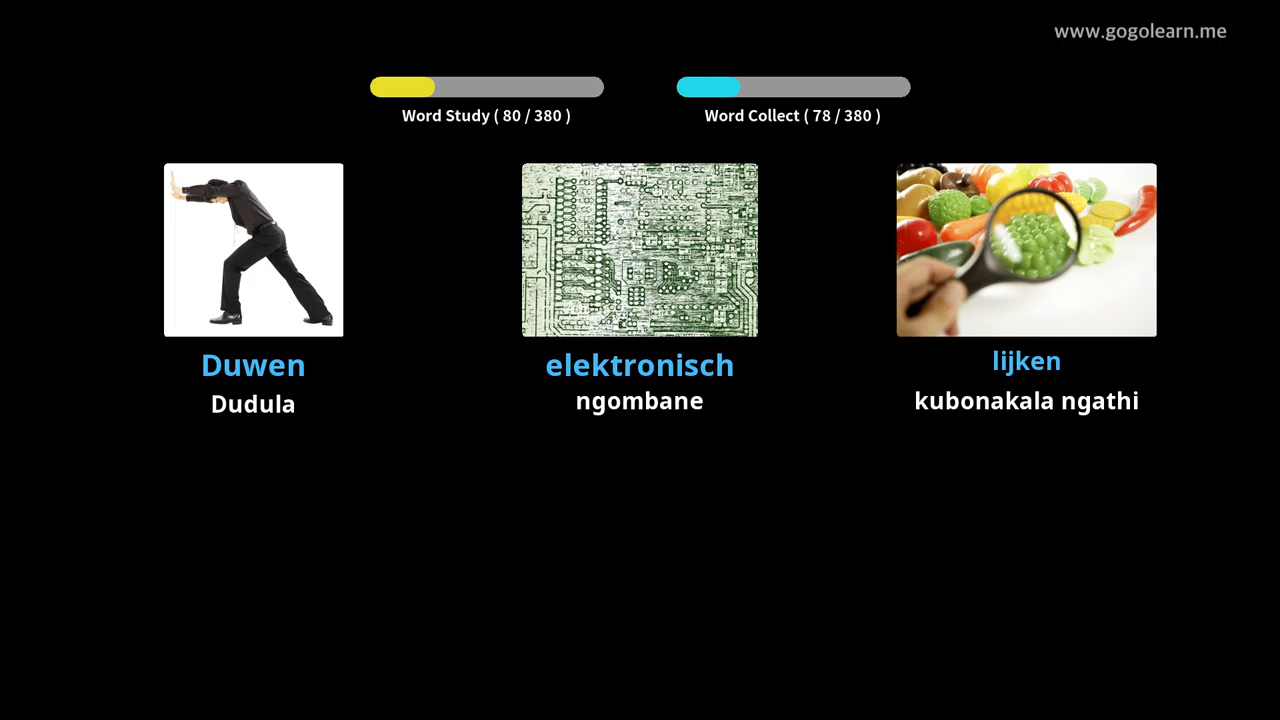 www.gogolearn.me
Word Study ( 80 / 380 )
Word Collect ( 78 / 380 )
Duwen
Dudula
elektronisch
ngombane
lijken
kubonakala ngathi